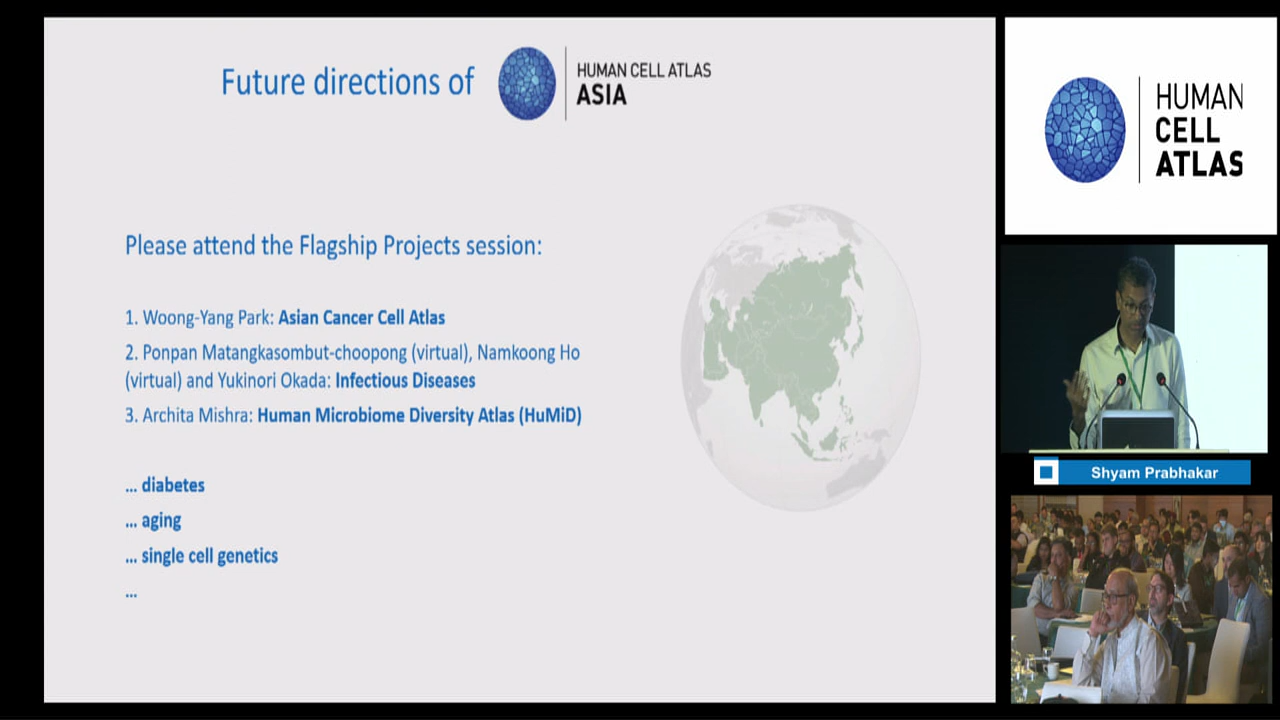 Future directions of
HUMAN CELL ATLAS
ASIA
Please attend the Flagship Projects session:
1. Woong-Yang Park: Asian Cancer Cell Atlas
2. Ponpan Matangkasombut-choopong (virtual), Namkoong Ho
(virtual) and Yukinori Okada: Infectious Diseases
3. Archita Mishra: Human Microbiome Diversity Atlas (HuMiD)
... diabetes
... aging
... single cell genetics
...
HUMAN
CELL
ATLAS
Shyam Prabhakar